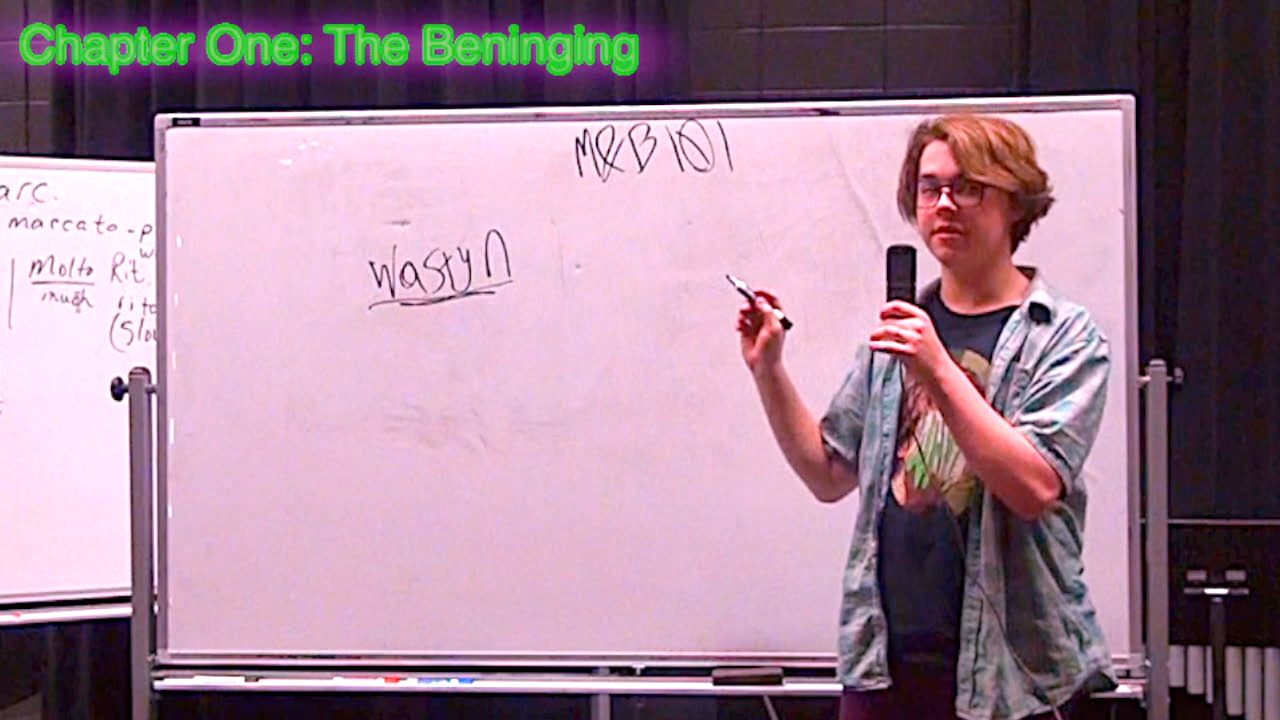 Chapter One: The Beninging
M&B 101
Wastyn
arc.
marcato - p
Molto Rit.
much
(Slo